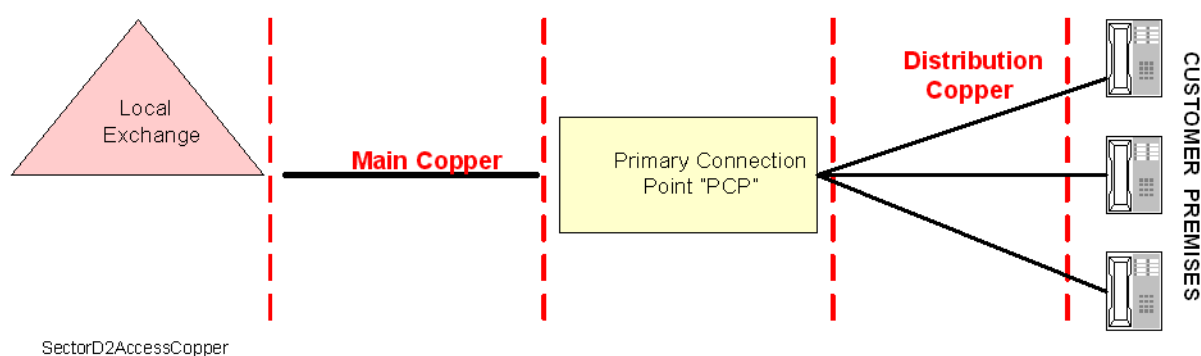 Local
Exchange
Main Copper
Primary Connection
Point "PCP"
Distribution
Copper
CUSTOMER PREMISES
SectorD2AccessCopper